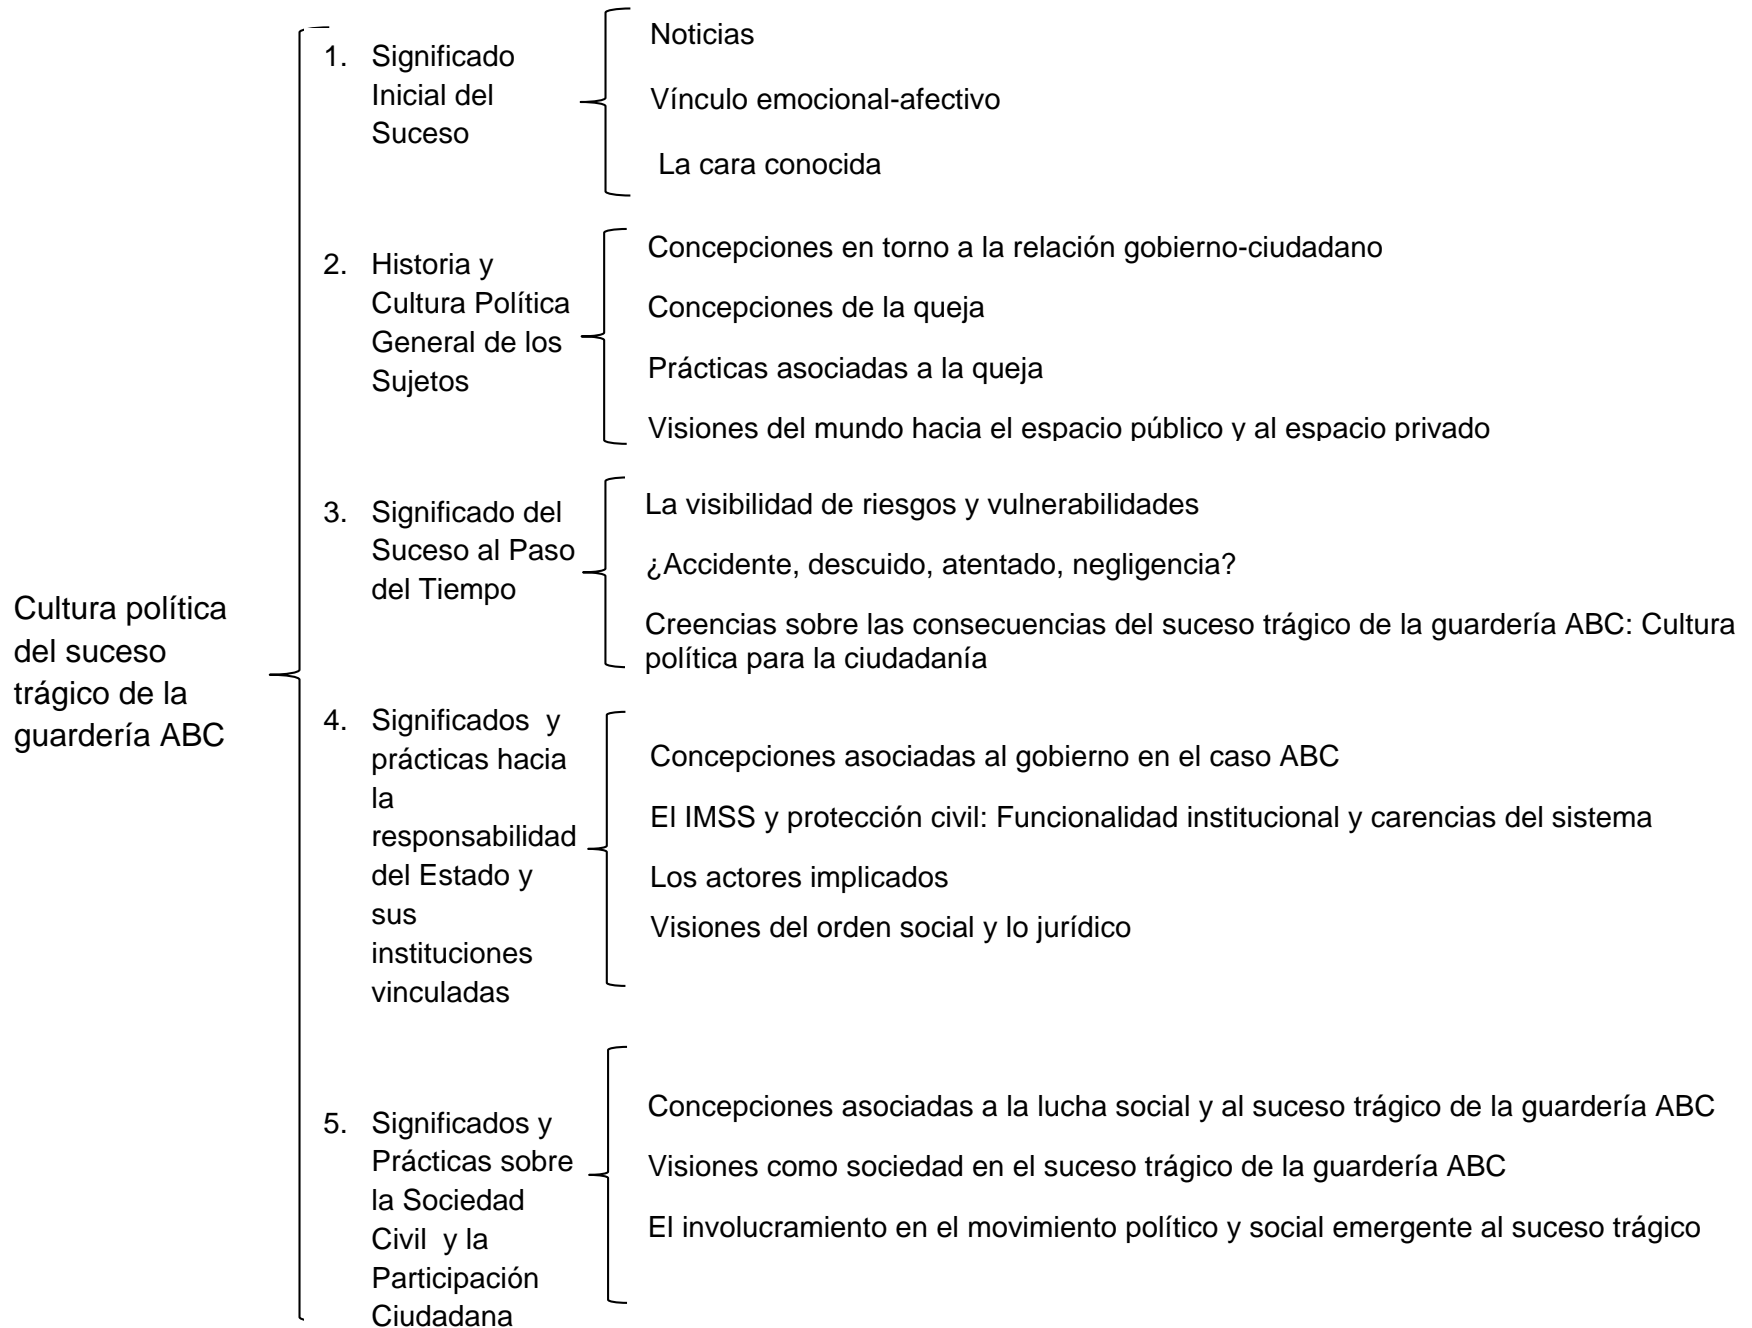 Cultura política
del suceso
trágico de la
guardería ABC
1. Significado
Inicial del
Suceso
Noticias
Vínculo emocional-afectivo
La cara conocida
2. Historia y
Cultura Política
General de los
Sujetos
Concepciones en torno a la relación gobierno-ciudadano
Concepciones de la queja
Prácticas asociadas a la queja
Visiones del mundo hacia el espacio público y al espacio privado
3. Significado del
Suceso al Paso
del Tiempo
La visibilidad de riesgos y vulnerabilidades
¿Accidente, descuido, atentado, negligencia?
Creencias sobre las consecuencias del suceso trágico de la guardería ABC: Cultura
política para la ciudadanía
4. Significados y
prácticas hacia
la
responsabilidad
del Estado y
sus
instituciones
vinculadas
Concepciones asociadas al gobierno en el caso ABC
El IMSS y protección civil: Funcionalidad institucional y carencias del sistema
Los actores implicados
Visiones del orden social y lo jurídico
5. Significados y
Prácticas sobre
la Sociedad
Civil y la
Participación
Ciudadana
Concepciones asociadas a la lucha social y al suceso trágico de la guardería ABC
Visiones como sociedad en el suceso trágico de la guardería ABC
El involucramiento en el movimiento político y social emergente al suceso trágico